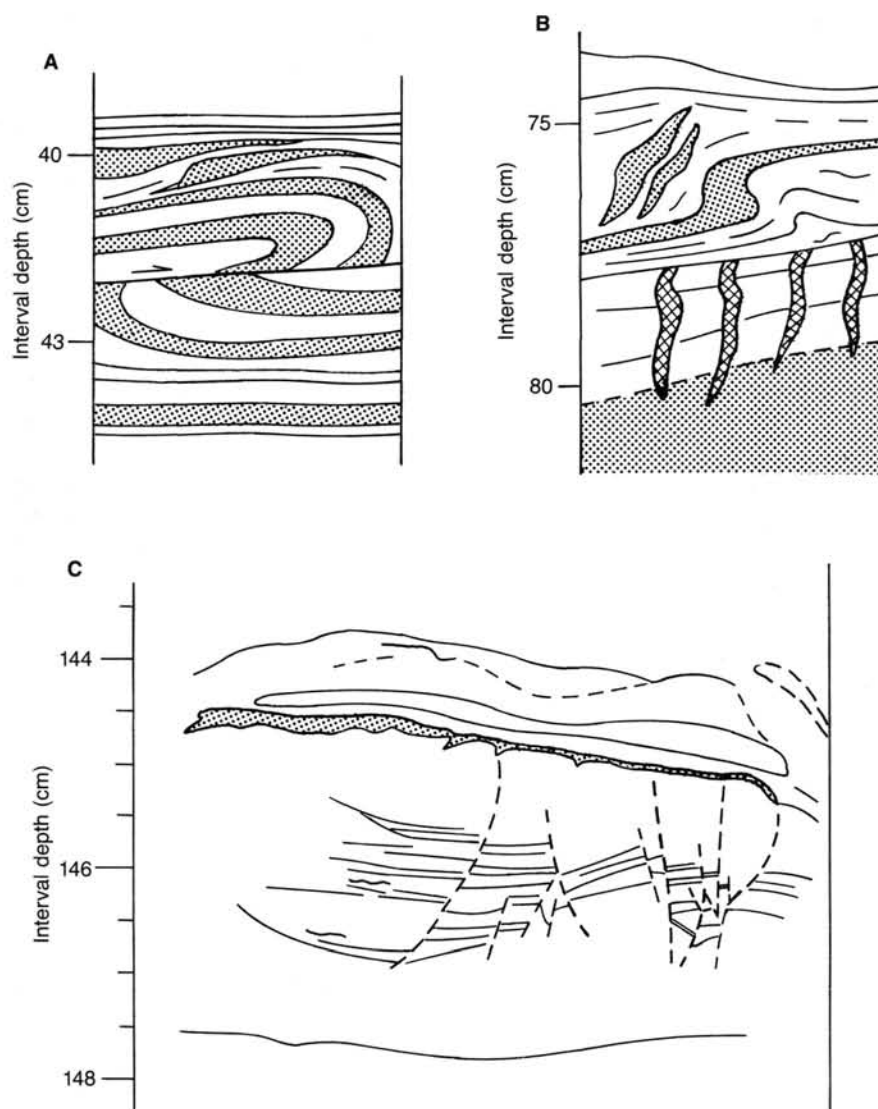 A
40
43
Interval depth (cm)
B
75
80
Interval depth (cm)
C
144
146
148
Interval depth (cm)